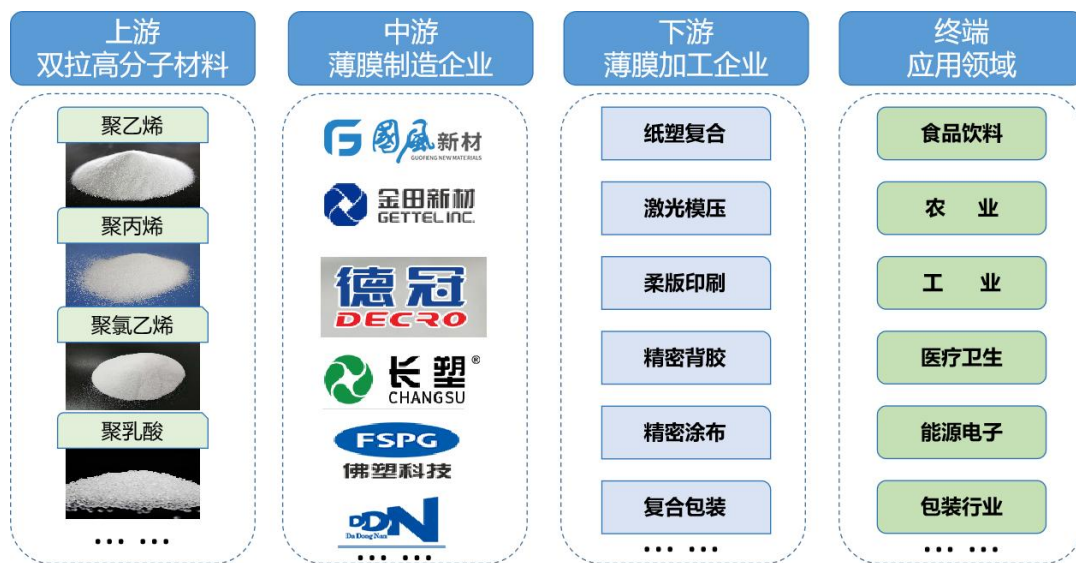 上游
双拉高分子材料
聚乙烯
聚丙烯
聚氯乙烯
聚乳酸
... ...
中游
薄膜制造企业
國風新材
GUOFENG NEW MATERIALS
金田新材
GETTEL INC.
德冠
DECRO
长塑®
CHANGSU
FSPG
佛塑科技
DDN
Da Dong Nan
... ...
下游
薄膜加工企业
纸塑复合
激光模压
柔版印刷
精密背胶
精密涂布
复合包装
... ...
终端
应用领域
食品饮料
农 业
工 业
医疗卫生
能源电子
包装行业
... ...